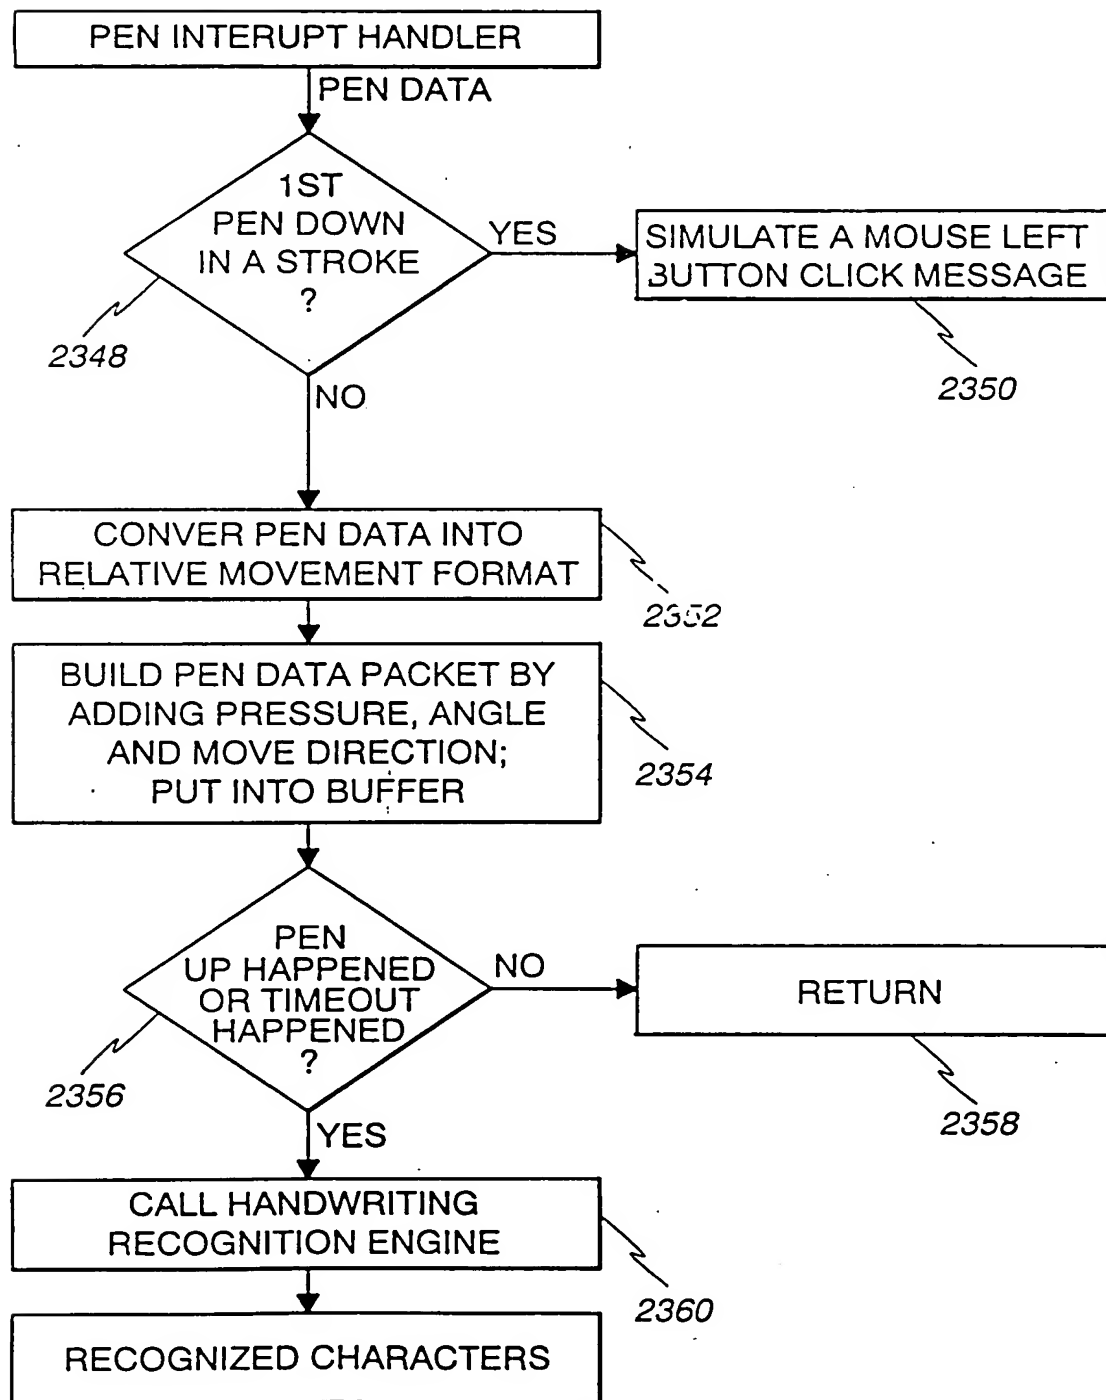 PEN INTERUPT HANDLER
PEN DATA
1ST
PEN DOWN
IN A STROKE
?
YES
SIMULATE A MOUSE LEFT
BUTTON CLICK MESSAGE
2348
2350
NO
CONVER PEN DATA INTO
RELATIVE MOVEMENT FORMAT
2352
BUILD PEN DATA PACKET BY
ADDING PRESSURE, ANGLE
AND MOVE DIRECTION;
PUT INTO BUFFER
2354
PEN
UP HAPPENED
OR TIMEOUT
HAPPENED
?
NO
RETURN
2356
2358
YES
CALL HANDWRITING
RECOGNITION ENGINE
2360
RECOGNIZED CHARACTERS